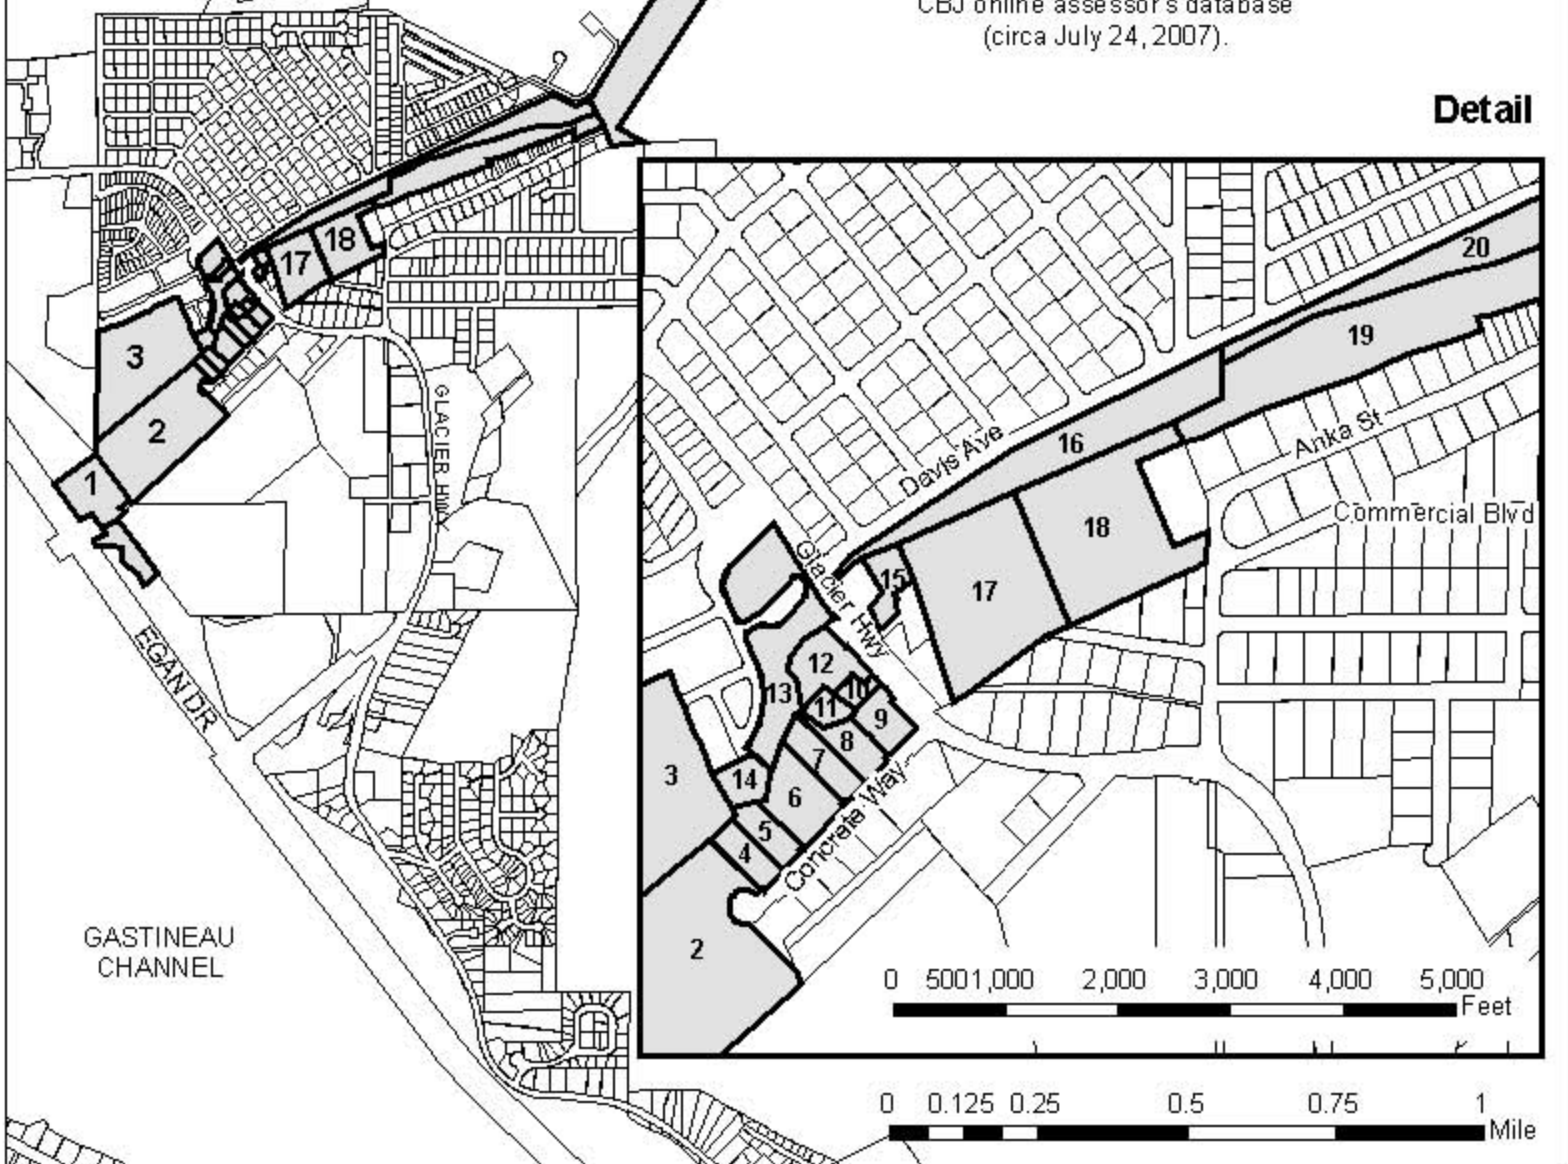 CBJ online assessor's database
(circa July 24, 2007).
Detail
17
18
3
2
1
GLACIER HWY
EGAN DR
GASTINEAU
CHANNEL
20
19
Anka St
Davis Ave
16
Commercial Blvd
18
Glacier Hwy
15
17
12
13
10
11
9
8
7
3
14
6
5
4
Concrete Way
2
0 500 1,000 2,000 3,000 4,000 5,000
Feet
0 0.125 0.25 0.5 0.75 1
Mile